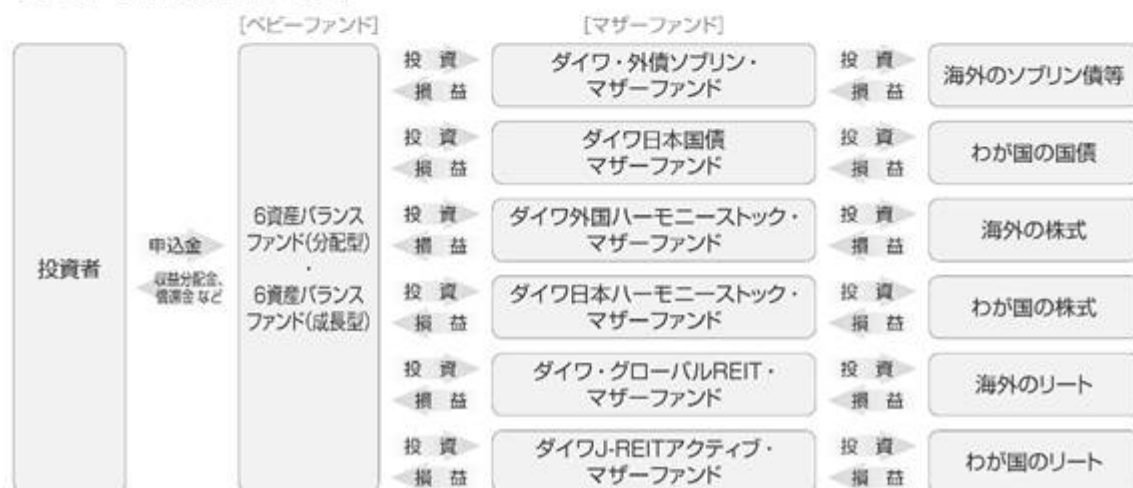 [ベビーファンド]
[マザーファンド]
投資者
申込金
収益分配金、
償還金 など
6資産バランス
ファンド(分配型)
・
6資産バランス
ファンド(成長型)
投 資
損 益
ダイワ・外債ソブリン・
マザーファンド
投 資
損 益
海外のソブリン債等
投 資
損 益
ダイワ日本国債
マザーファンド
投 資
損 益
わが国の国債
投 資
損 益
ダイワ外国ハーモニーストック・
マザーファンド
投 資
損 益
海外の株式
投 資
損 益
ダイワ日本ハーモニーストック・
マザーファンド
投 資
損 益
わが国の株式
投 資
損 益
ダイワ・グローバルREIT・
マザーファンド
投 資
損 益
海外のリート
投 資
損 益
ダイワJ-REITアクティブ・
マザーファンド
投 資
損 益
わが国のリート